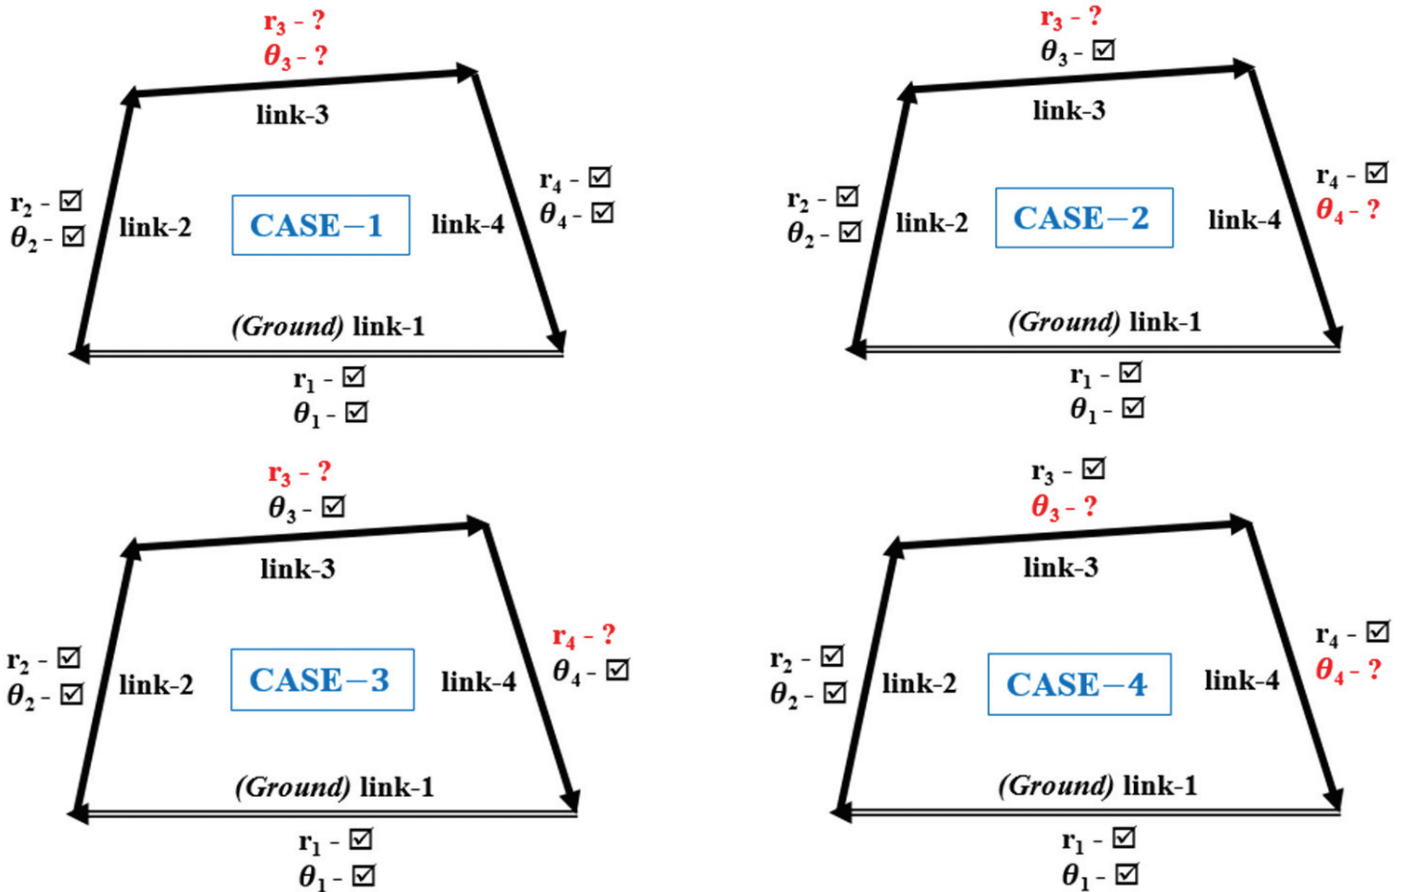 r₃ - ?
θ₃ - ?
link-3
r₂ - ☑
θ₂ - ☑
link-2
CASE–1
link-4
r₄ - ☑
θ₄ - ☑
(Ground) link-1
r₁ - ☑
θ₁ - ☑
r₃ - ?
θ₃ - ☑
link-3
r₂ - ☑
θ₂ - ☑
link-2
CASE–2
link-4
r₄ - ☑
θ₄ - ?
(Ground) link-1
r₁ - ☑
θ₁ - ☑
r₃ - ?
θ₃ - ☑
link-3
r₂ - ☑
θ₂ - ☑
link-2
CASE–3
link-4
r₄ - ?
θ₄ - ☑
(Ground) link-1
r₁ - ☑
θ₁ - ☑
r₃ - ☑
θ₃ - ?
link-3
r₂ - ☑
θ₂ - ☑
link-2
CASE–4
link-4
r₄ - ☑
θ₄ - ?
(Ground) link-1
r₁ - ☑
θ₁ - ☑